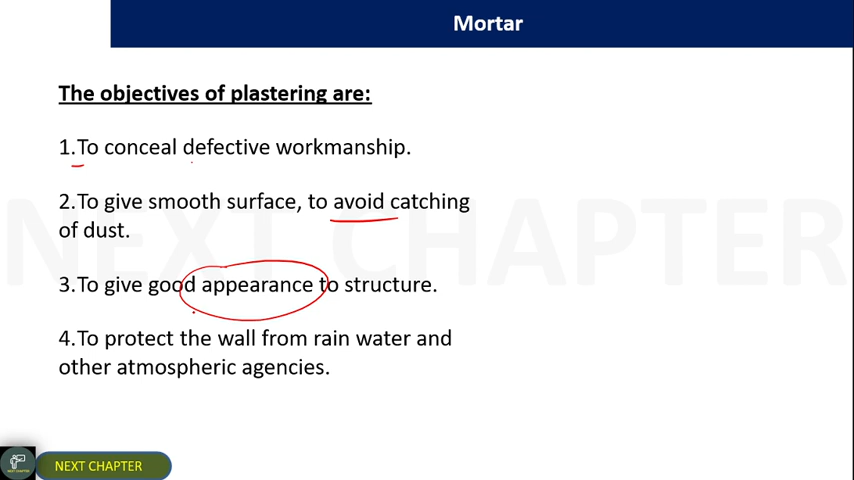 Mortar
The objectives of plastering are:
1.To conceal defective workmanship.
2.To give smooth surface, to avoid catching
of dust.
3.To give good appearance to structure.
4.To protect the wall from rain water and
other atmospheric agencies.
NEXT CHAPTER
NEXT CHAPTER
NEXT CHAPTER